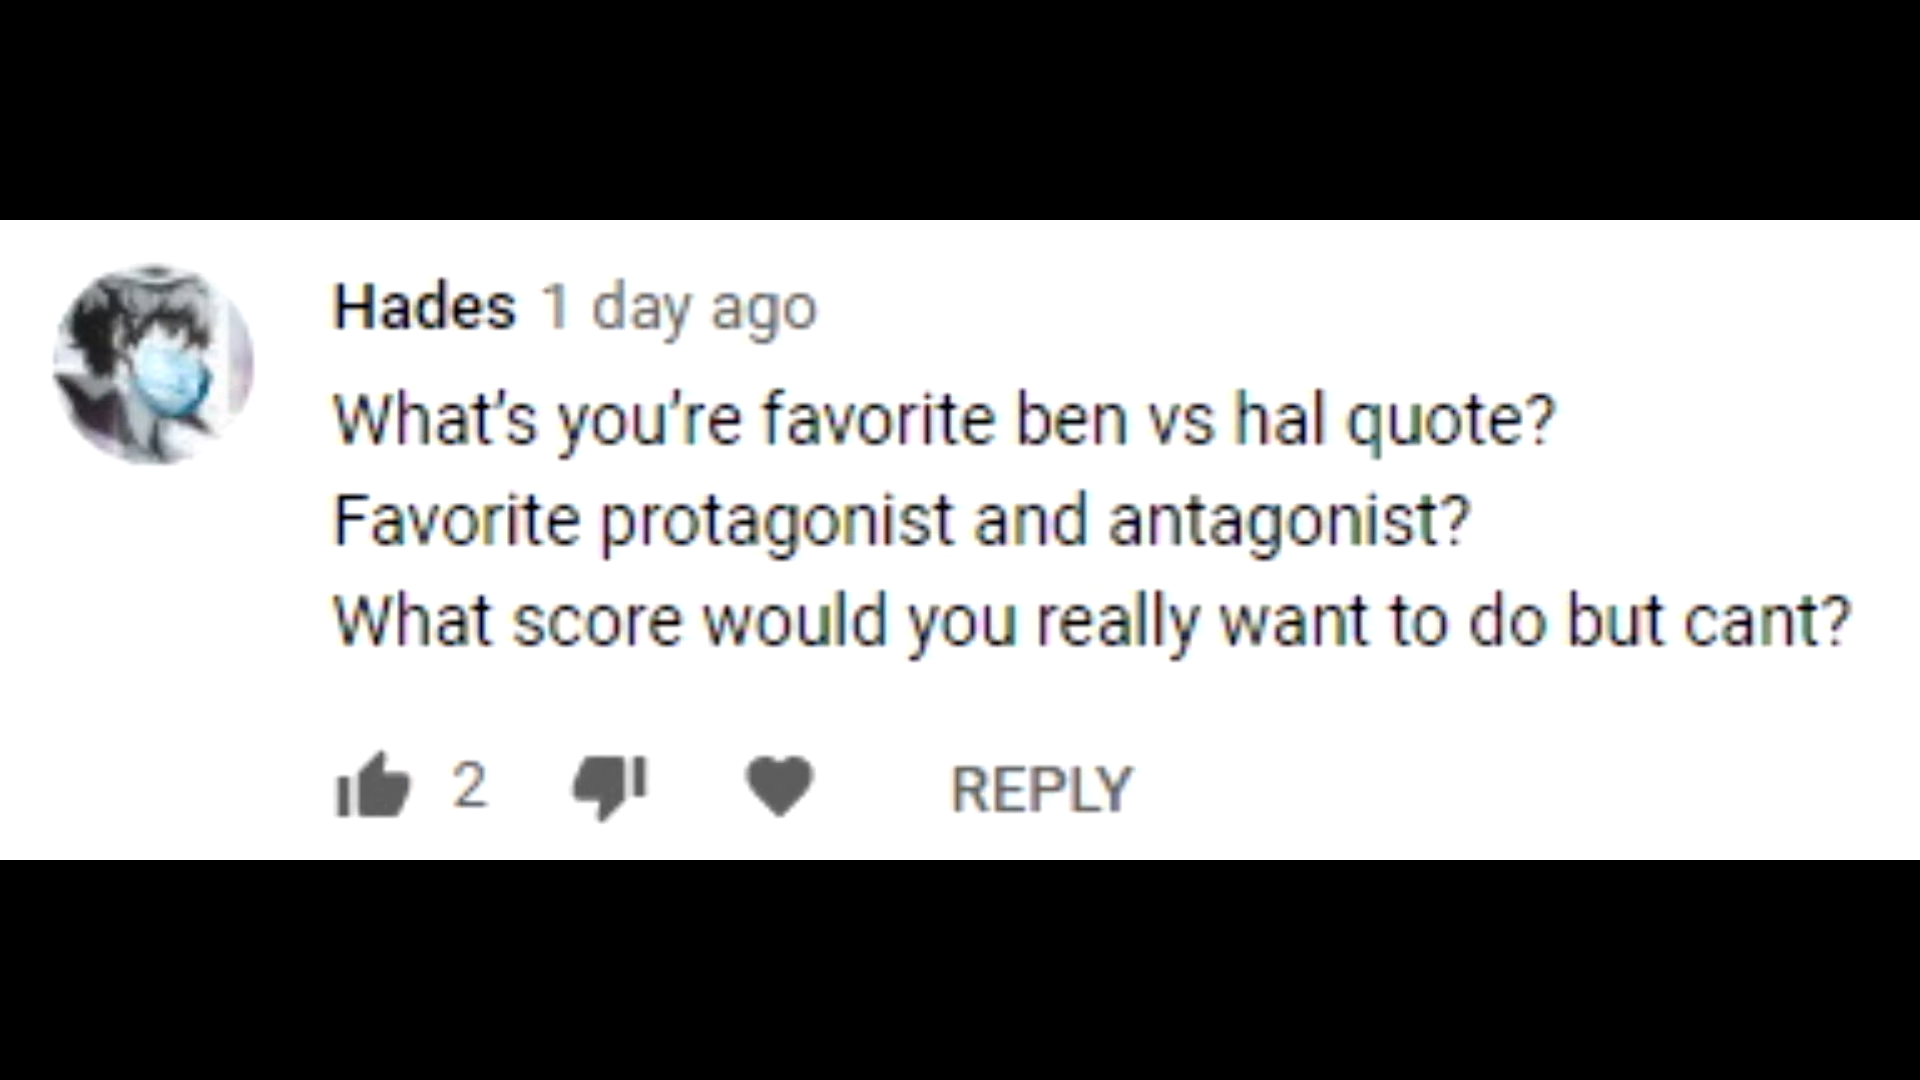 Hades 1 day ago
What's you're favorite ben vs hal quote?
Favorite protagonist and antagonist?
What score would you really want to do but cant?
2 REPLY